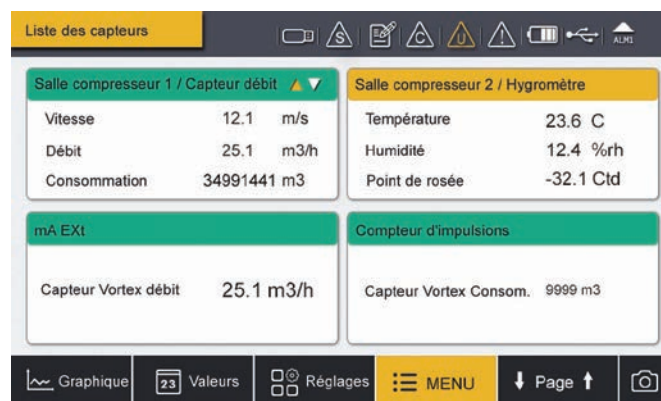 Liste des capteurs
S C U ! ALM1
Salle compresseur 1 / Capteur débit
Vitesse 12.1 m/s
Débit 25.1 m3/h
Consommation 34991441 m3
Salle compresseur 2 / Hygromètre
Température 23.6 C
Humidité 12.4 %rh
Point de rosée -32.1 Ctd
mA EXt
Capteur Vortex débit 25.1 m3/h
Compteur d'impulsions
Capteur Vortex Consom. 9999 m3
Graphique 23 Valeurs Réglages MENU Page